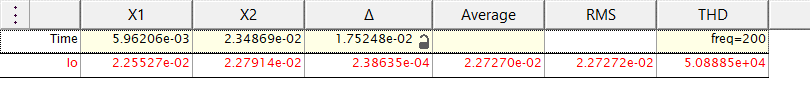 X1 X2 Δ Average RMS THD
Time 5.96206e-03 2.34869e-02 1.75248e-02 freq=200
Io 2.25527e-02 2.27914e-02 2.38635e-04 2.27270e-02 2.27272e-02 5.08885e+04